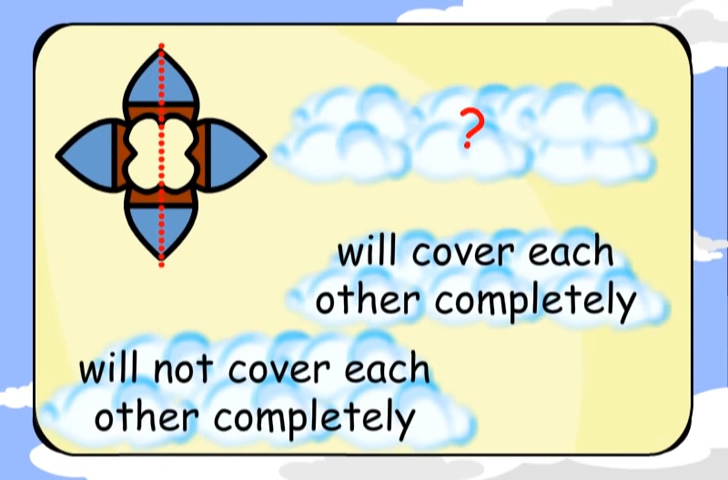 ?
will cover each
other completely
will not cover each
other completely